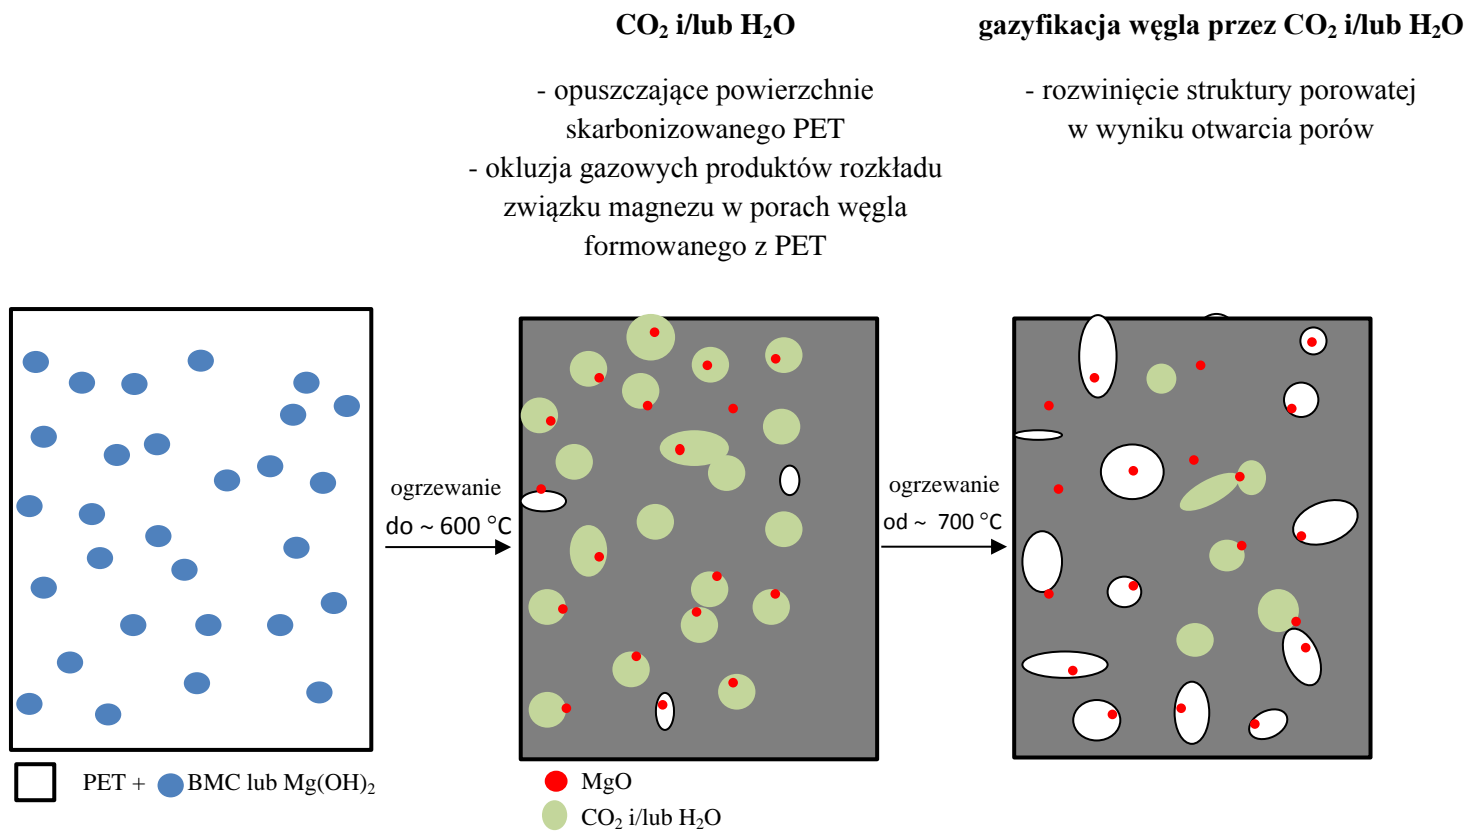 CO₂ i/lub H₂O
- opuszczające powierzchnie
skarbonizowanego PET
- okluzja gazowych produktów rozkładu
związku magnezu w porach węgla
formowanego z PET
gazyfikacja węgla przez CO₂ i/lub H₂O
- rozwinięcie struktury porowatej
w wyniku otwarcia porów
ogrzewanie
do ~ 600 °C
ogrzewanie
od ~ 700 °C
PET + BMC lub Mg(OH)₂
MgO
CO₂ i/lub H₂O